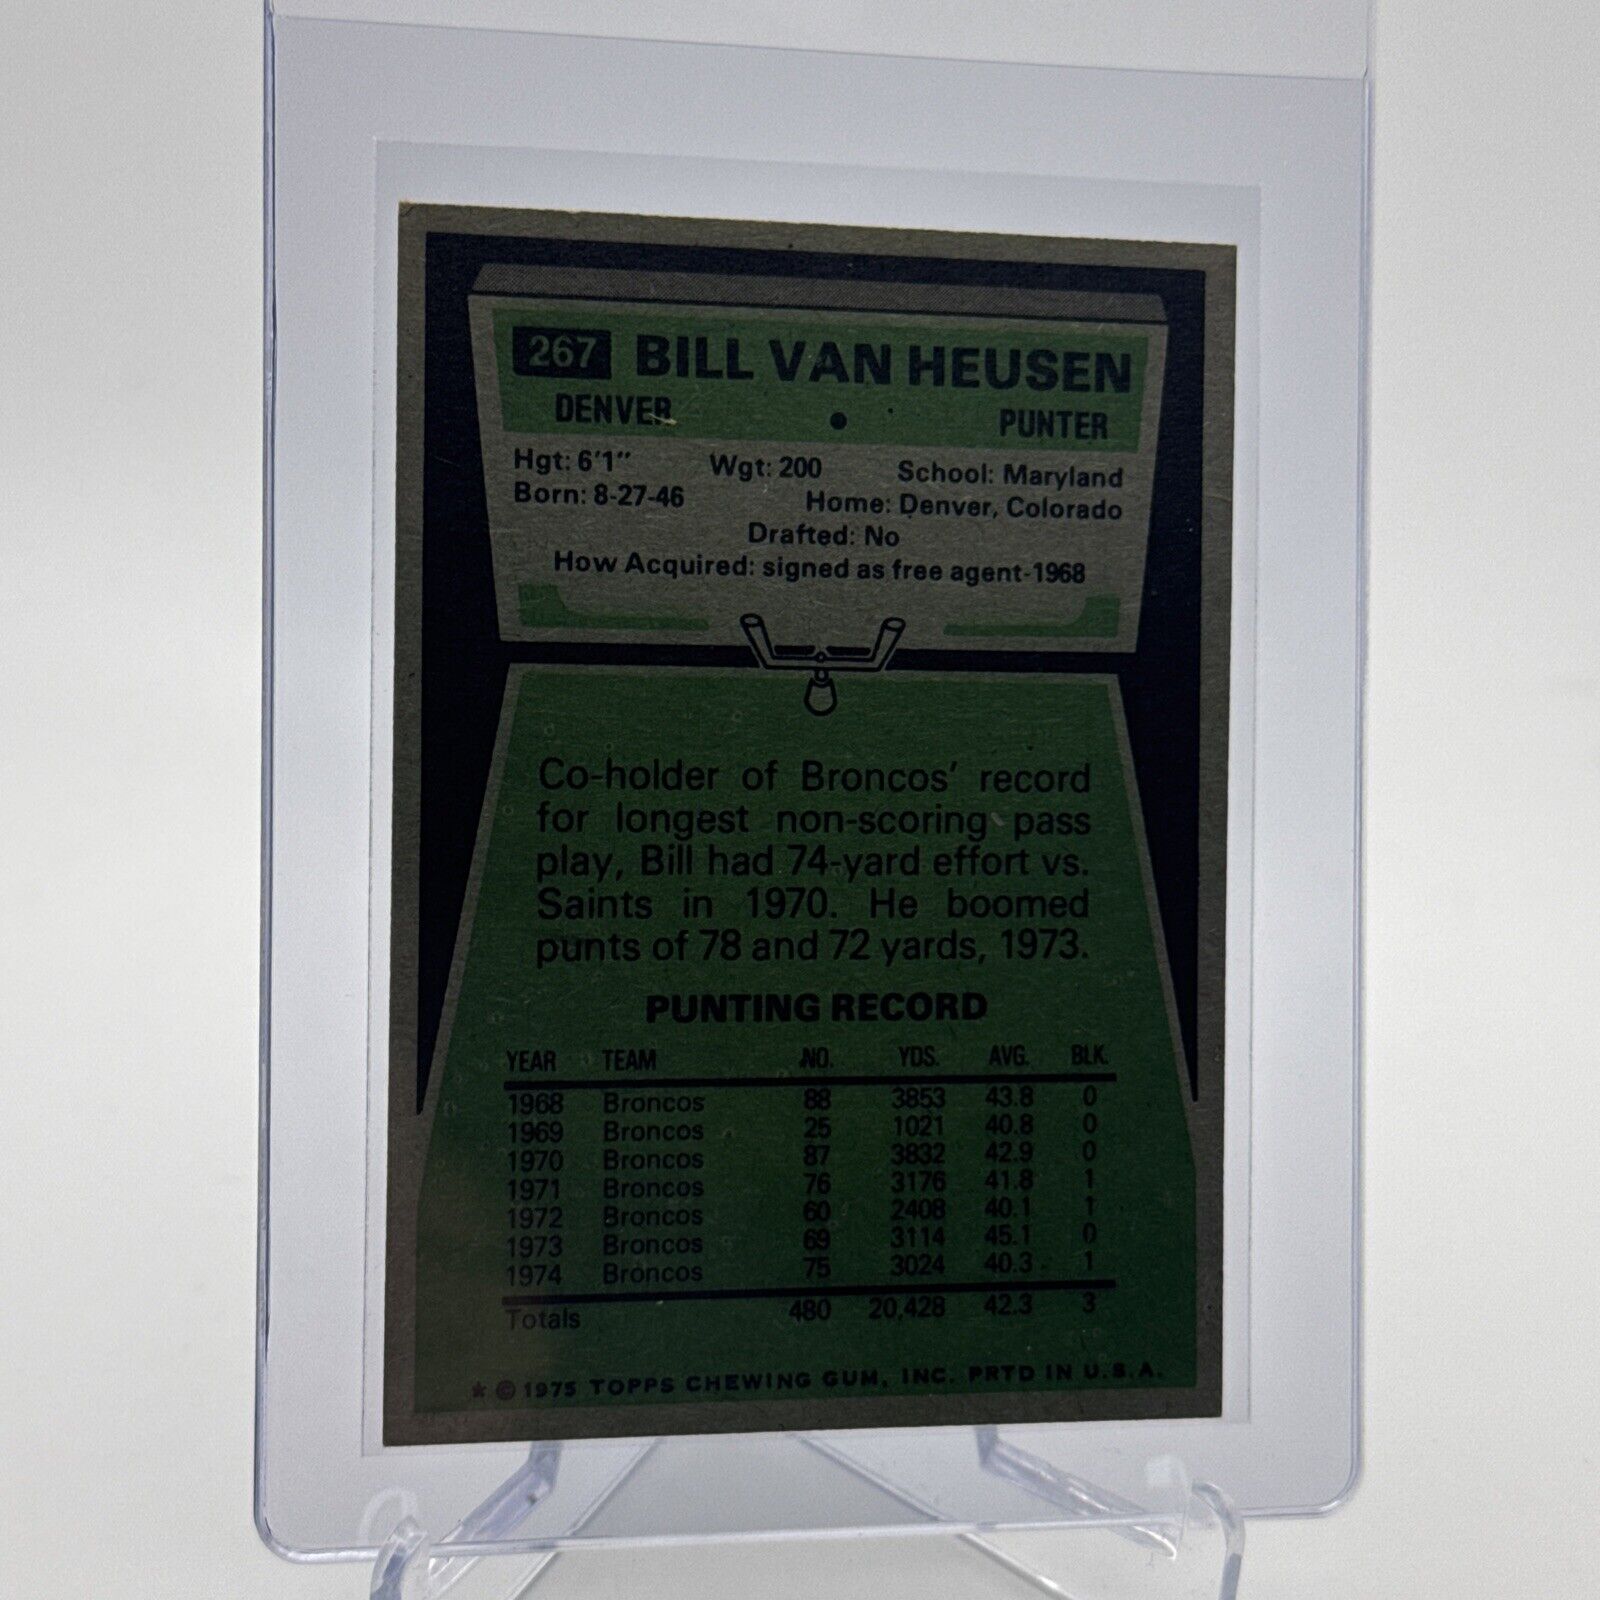 267 BILL VAN HEUSEN
DENVER • PUNTER
Hgt: 6'1" Wgt: 200 School: Maryland
Born: 8-27-46 Home: Denver, Colorado
Drafted: No
How Acquired: signed as free agent-1968
Co-holder of Broncos' record
for longest non-scoring pass
play, Bill had 74-yard effort vs.
Saints in 1970. He boomed
punts of 78 and 72 yards, 1973.
PUNTING RECORD
YEAR TEAM NO. YDS. AVG. BLK.
1968 Broncos 88 3853 43.8 0
1969 Broncos 25 1021 40.8 0
1970 Broncos 87 3832 42.9 0
1971 Broncos 76 3176 41.8 1
1972 Broncos 60 2408 40.1 1
1973 Broncos 69 3114 45.1 0
1974 Broncos 75 3024 40.3 1
Totals 480 20,428 42.3 3
* © 1975 TOPPS CHEWING GUM, INC. PRTD IN U.S.A.